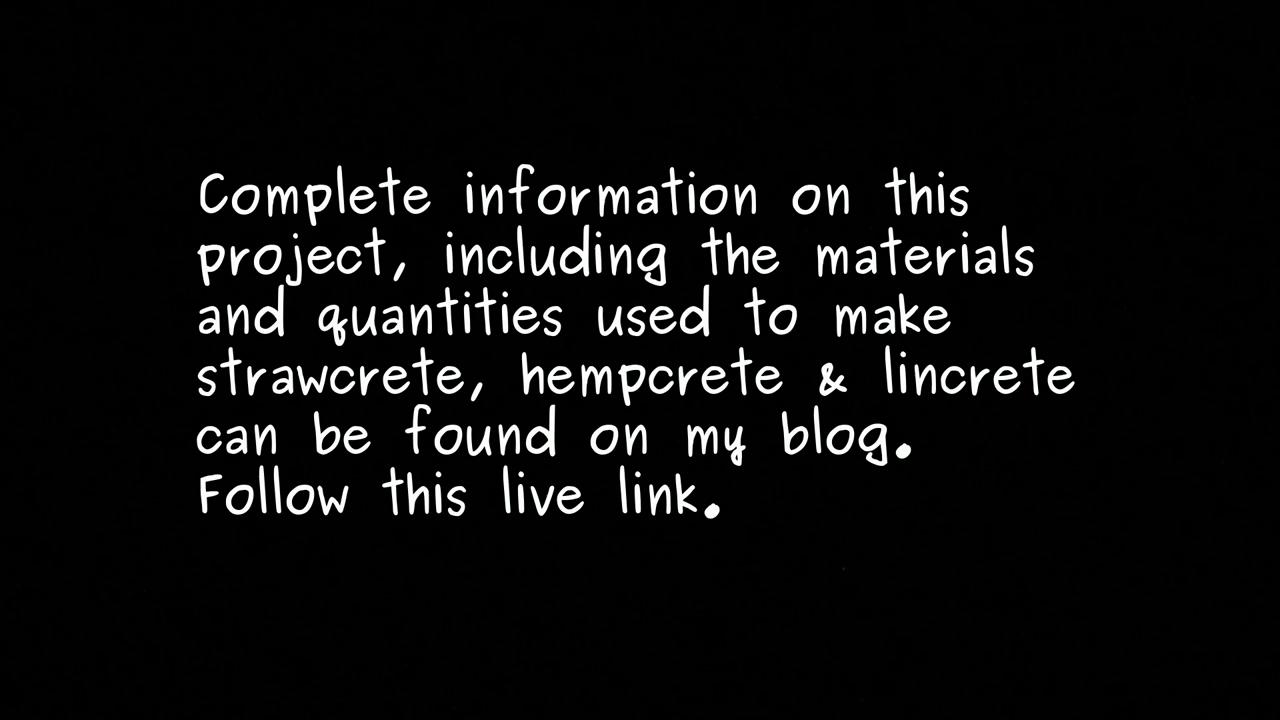 Complete information on this
project, including the materials
and quantities used to make
strawcrete, hempcrete & lincrete
can be found on my blog.
Follow this live link.